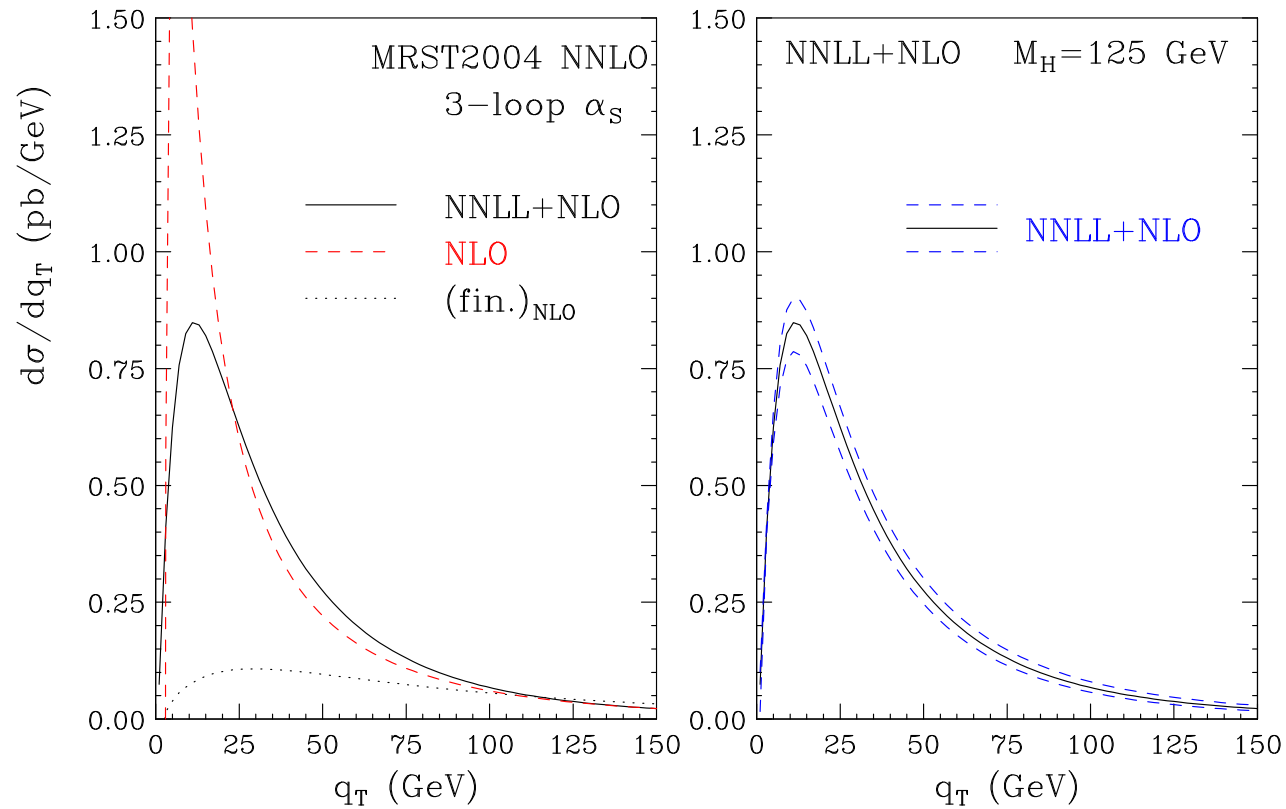 dσ/dq_T (pb/GeV)
1.50
1.25
1.00
0.75
0.50
0.25
0.00
MRST2004 NNLO
3-loop α_S
NNLL+NLO
NLO
(fin.)_NLO
0 25 50 75 100 125 150
q_T (GeV)
1.50
1.25
1.00
0.75
0.50
0.25
0.00
NNLL+NLO M_H=125 GeV
NNLL+NLO
0 25 50 75 100 125 150
q_T (GeV)